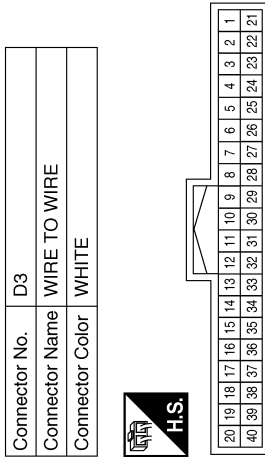 Connector No. D3
Connector Name WIRE TO WIRE
Connector Color WHITE
H.S.
20 19 18 17 16 15 14 13 12 11 10 9 8 7 6 5 4 3 2 1
40 39 38 37 36 35 34 33 32 31 30 29 28 27 26 25 24 23 22 21